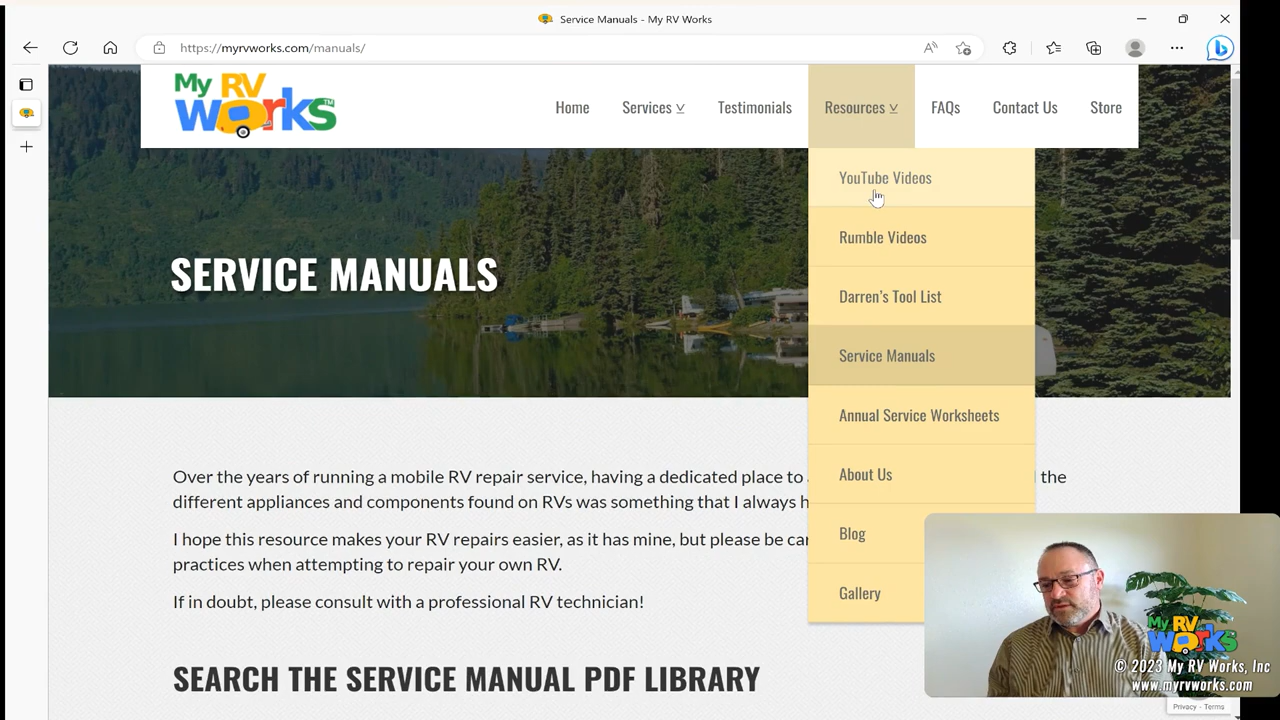 Service Manuals - My RV Works
https://myrvworks.com/manuals/
My RV Works™
Home Services Testimonials Resources FAQs Contact Us Store
YouTube Videos
Rumble Videos
Darren's Tool List
Service Manuals
Annual Service Worksheets
About Us
Blog
Gallery
SERVICE MANUALS
Over the years of running a mobile RV repair service, having a dedicated place to the
different appliances and components found on RVs was something that I always
I hope this resource makes your RV repairs easier, as it has mine, but please be
practices when attempting to repair your own RV.
If in doubt, please consult with a professional RV technician!
SEARCH THE SERVICE MANUAL PDF LIBRARY
My RV Works
© 2023 My RV Works, Inc
www.myrvworks.com
Privacy - Terms